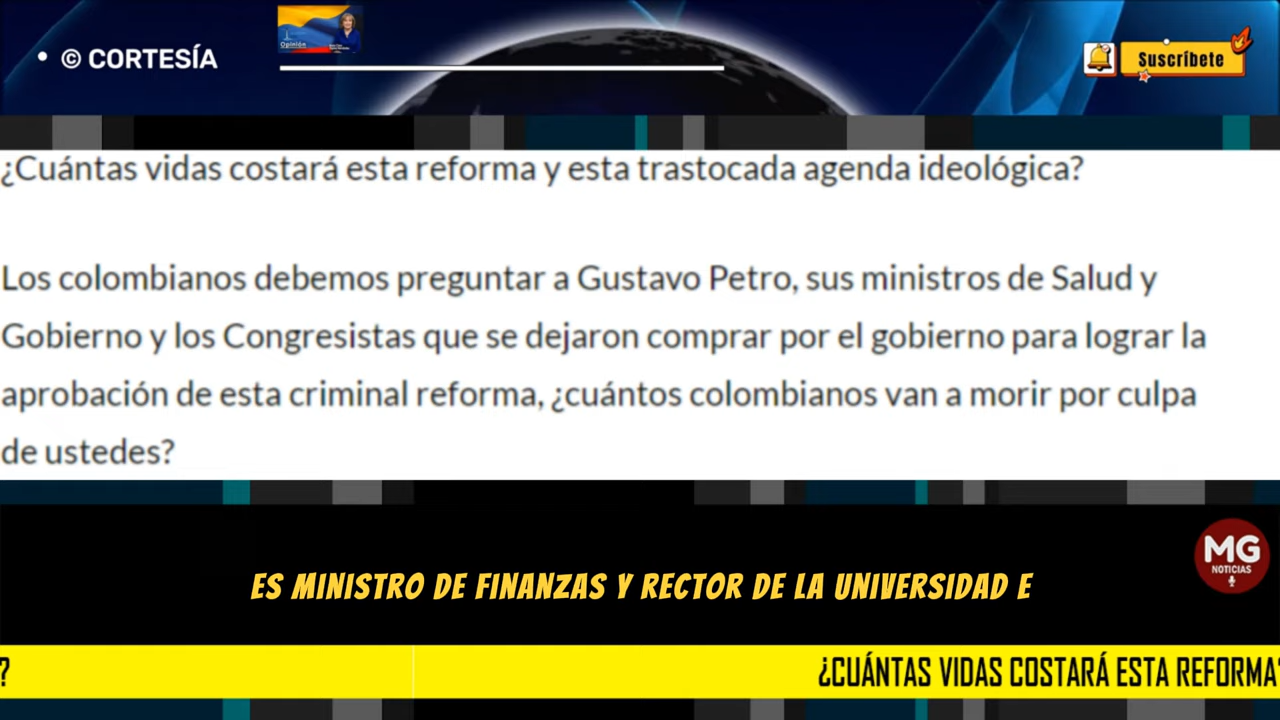 © CORTESÍA
Opinión
Suscríbete
¿Cuántas vidas costará esta reforma y esta trastocada agenda ideológica?
Los colombianos debemos preguntar a Gustavo Petro, sus ministros de Salud y
Gobierno y los Congresistas que se dejaron comprar por el gobierno para lograr la
aprobación de esta criminal reforma, ¿cuántos colombianos van a morir por culpa
de ustedes?
MG
NOTICIAS
ES MINISTRO DE FINANZAS Y RECTOR DE LA UNIVERSIDAD E
? ¿CUÁNTAS VIDAS COSTARÁ ESTA REFORMA?